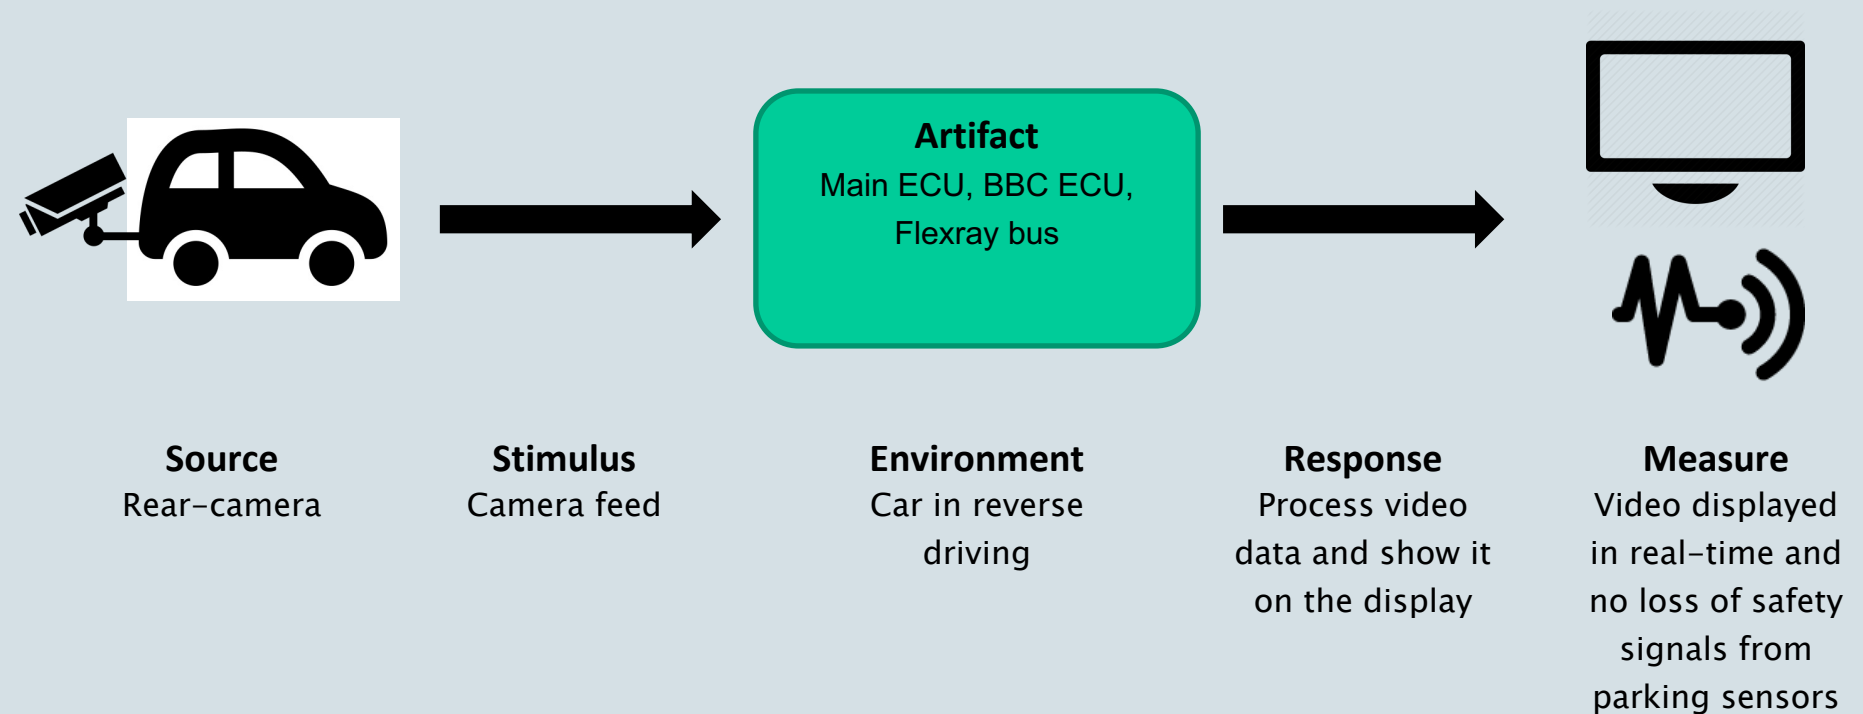 Artifact
Main ECU, BBC ECU,
Flexray bus
Source
Rear-camera
Stimulus
Camera feed
Environment
Car in reverse
driving
Response
Process video
data and show it
on the display
Measure
Video displayed
in real-time and
no loss of safety
signals from
parking sensors